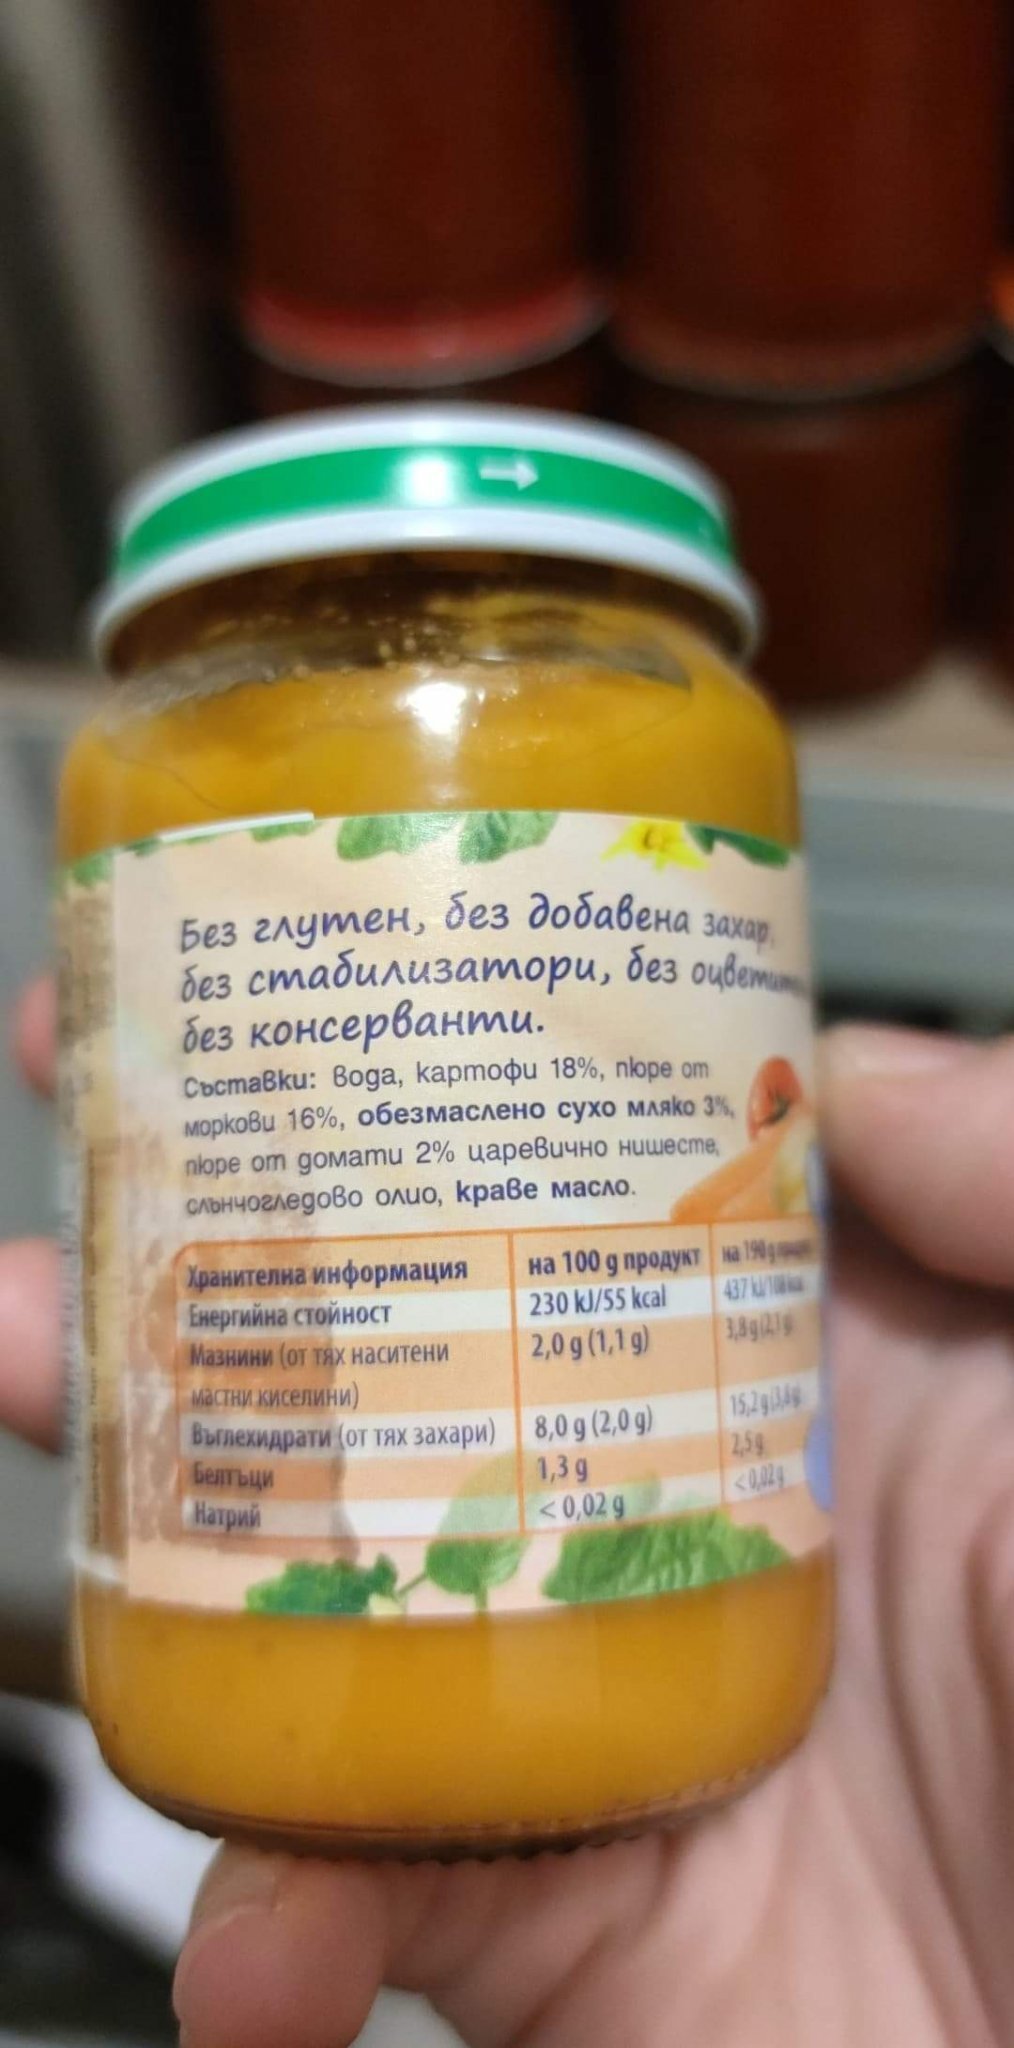 Без глутен, без добавена захар,
без стабилизатори, без
без консерванти.
Съставки: вода, картофи 18%, пюре от
моркови 16%, обезмаслено сухо мляко 3%,
пюре от домати 2% царевично нишесте,
слънчогледово олио, краве масло.
Хранителна информация на 100 g продукт на 190 g
Енергийна стойност 230 kJ/55 kcal 437 kJ/
Мазнини (от тях наситени 2,0 g (1,1 g) 3,8 g (2,1 g
мастни киселини)
Въглехидрати (от тях захари) 8,0 g (2,0 g) 15,2 g
Белтъци 1,3 g 2,5 g
Натрий < 0,02 g < 0,02 g